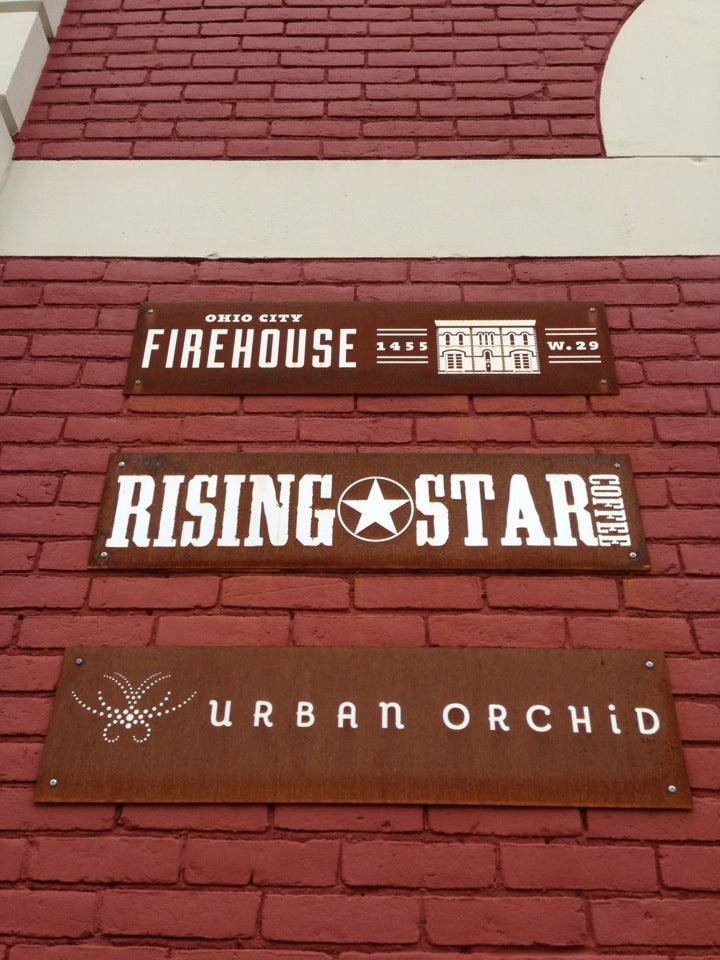 OHIO CITY
FIREHOUSE 1455 W.29
RISING STAR COFFEE
URBAN ORCHiD